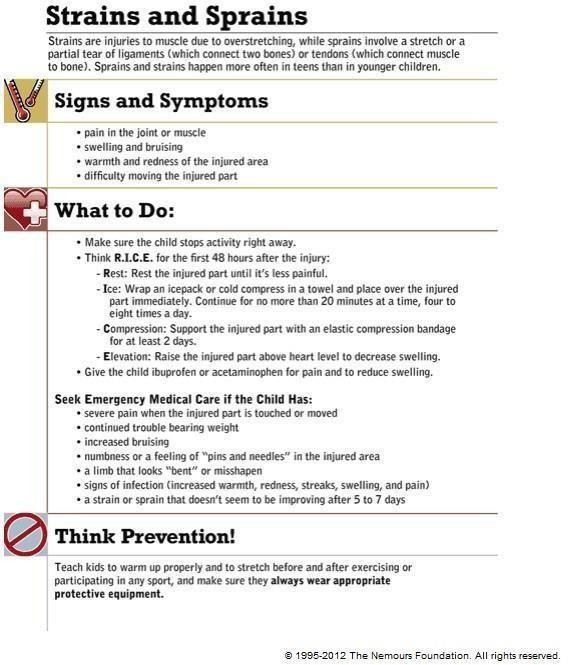 Strains and Sprains
Strains are injuries to muscle due to overstretching, while sprains involve a stretch or a
partial tear of ligaments (which connect two bones) or tendons (which connect muscle
to bone). Sprains and strains happen more often in teens than in younger children.
Signs and Symptoms
• pain in the joint or muscle
• swelling and bruising
• warmth and redness of the injured area
• difficulty moving the injured part
What to Do:
• Make sure the child stops activity right away.
• Think R.I.C.E. for the first 48 hours after the injury:
- Rest: Rest the injured part until it's less painful.
- Ice: Wrap an icepack or cold compress in a towel and place over the injured
part immediately. Continue for no more than 20 minutes at a time, four to
eight times a day.
- Compression: Support the injured part with an elastic compression bandage
for at least 2 days.
- Elevation: Raise the injured part above heart level to decrease swelling.
• Give the child ibuprofen or acetaminophen for pain and to reduce swelling.
Seek Emergency Medical Care if the Child Has:
• severe pain when the injured part is touched or moved
• continued trouble bearing weight
• increased bruising
• numbness or a feeling of "pins and needles" in the injured area
• a limb that looks "bent" or misshapen
• signs of infection (increased warmth, redness, streaks, swelling, and pain)
• a strain or sprain that doesn't seem to be improving after 5 to 7 days
Think Prevention!
Teach kids to warm up properly and to stretch before and after exercising or
participating in any sport, and make sure they always wear appropriate
protective equipment.
© 1995-2012 The Nemours Foundation. All rights reserved.